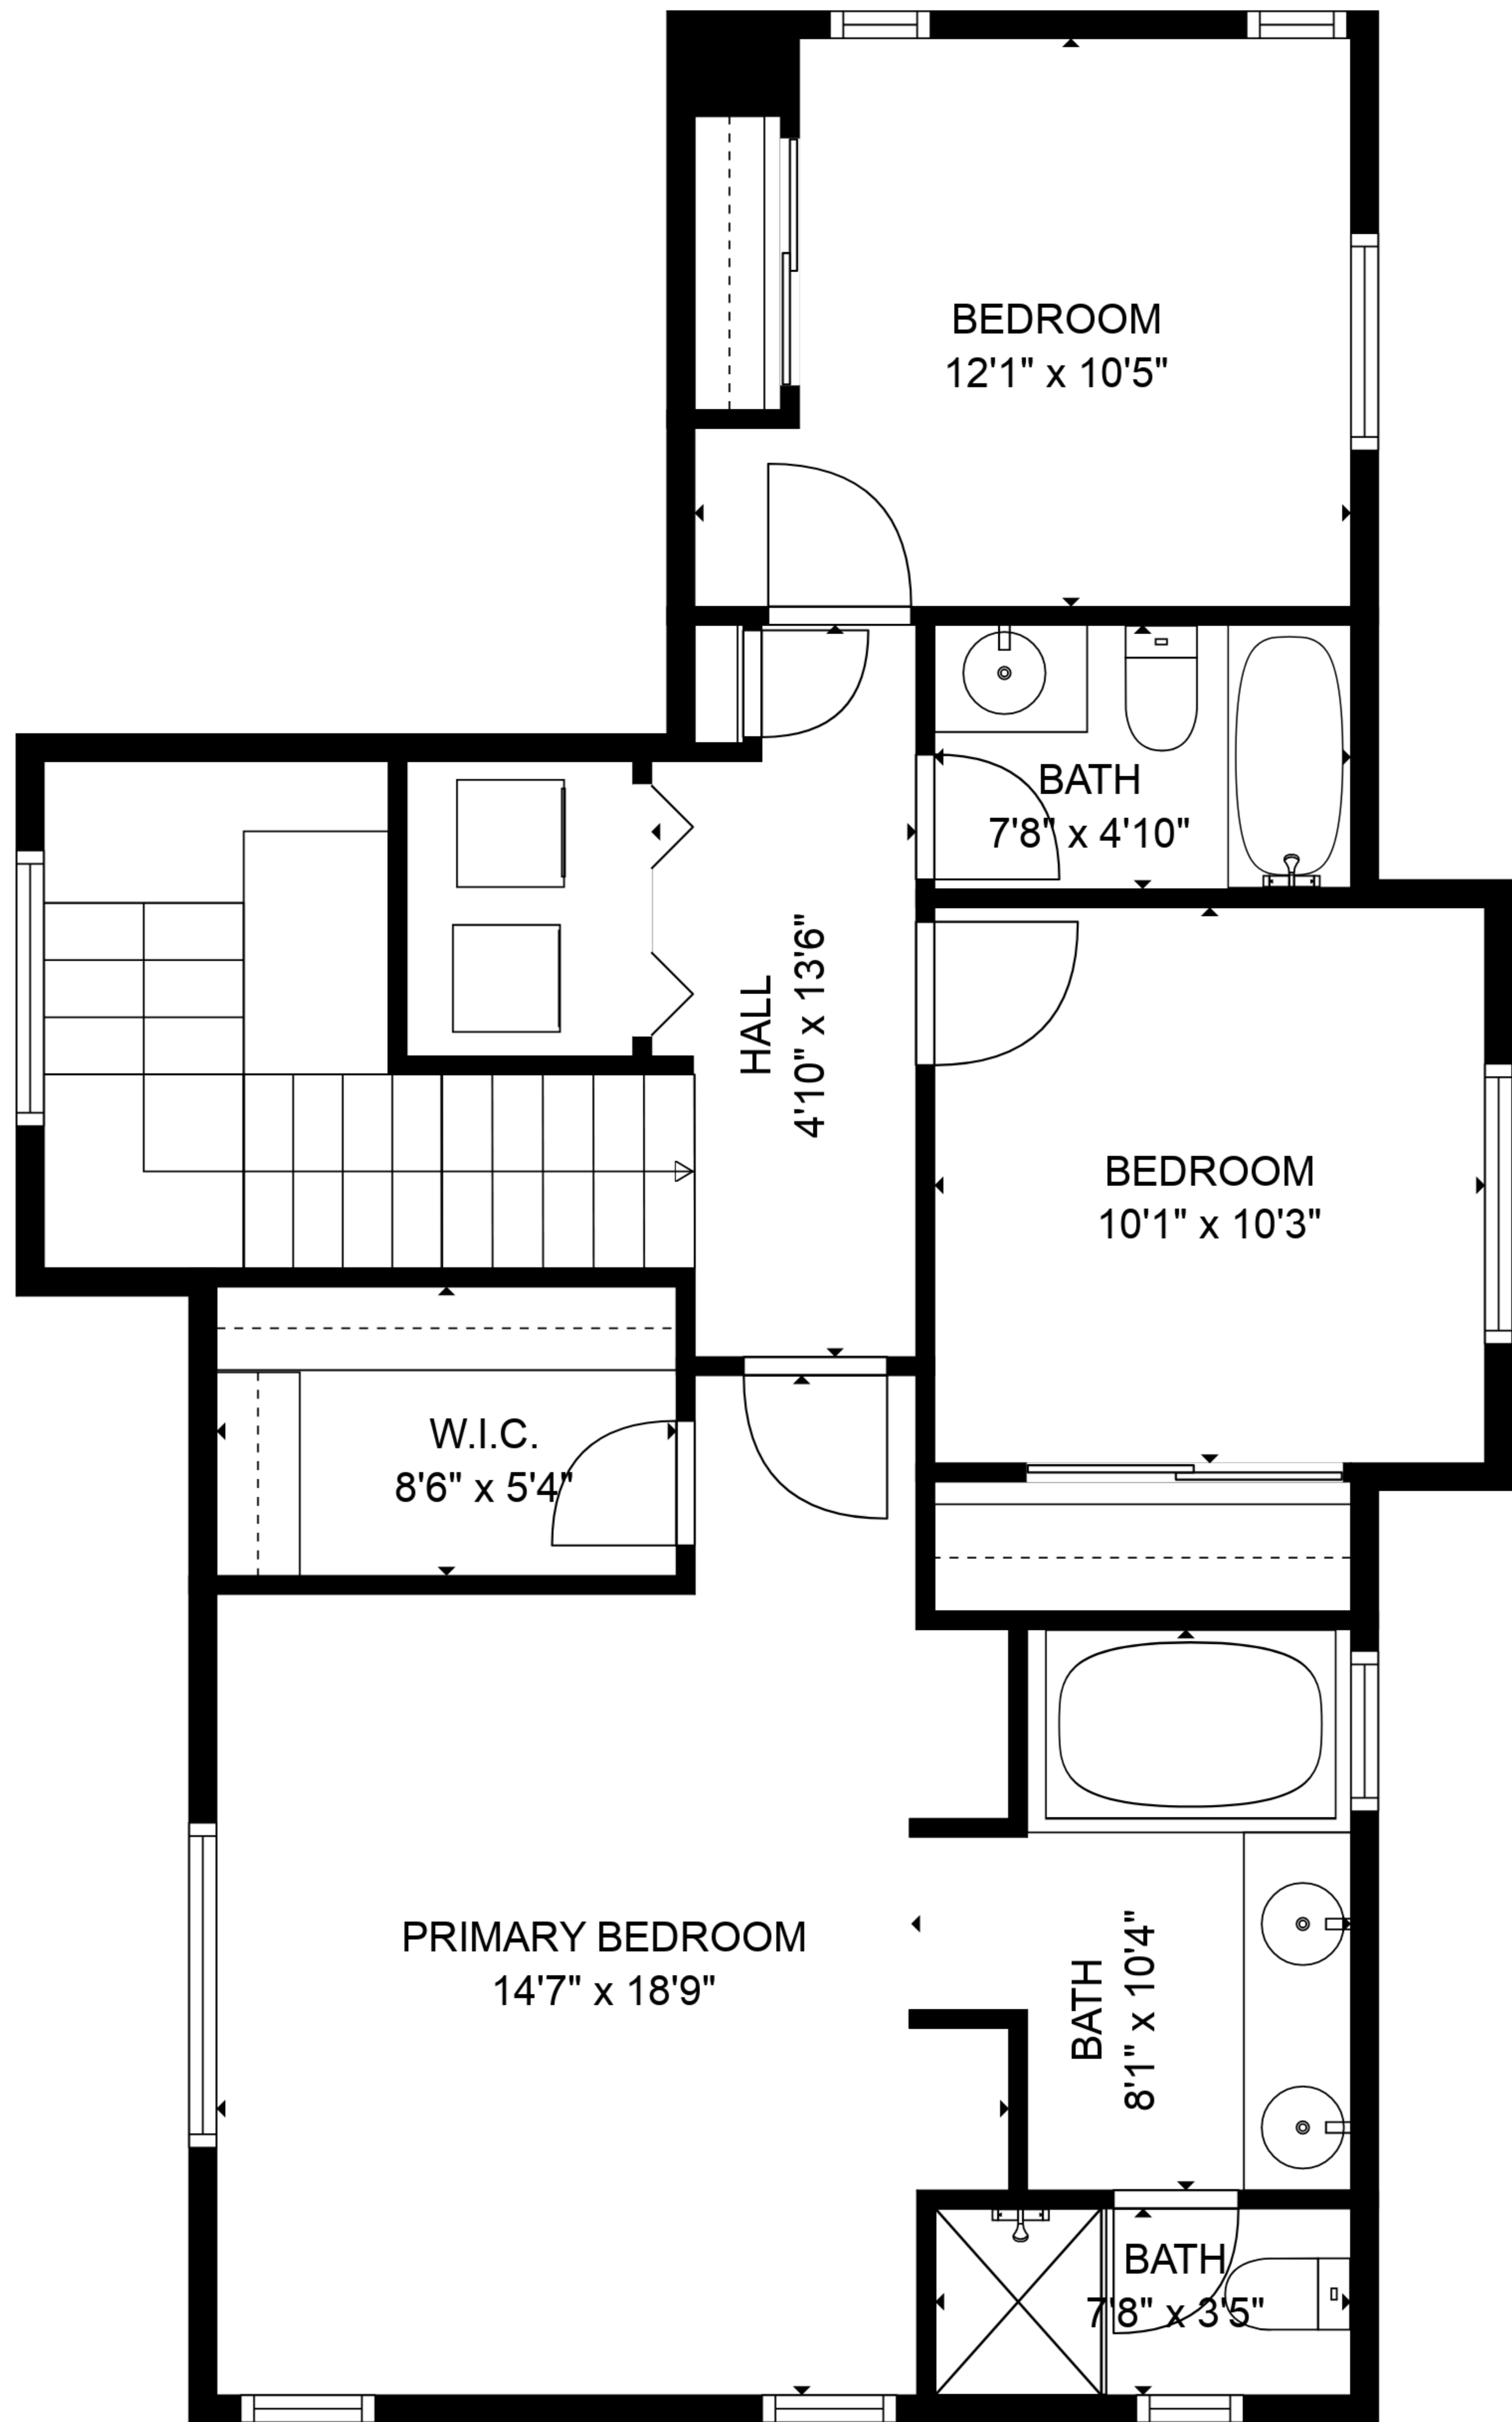 BEDROOM
12'1" x 10'5"
BATH
7'8" x 4'10"
HALL
4'10" x 13'6"
BEDROOM
10'1" x 10'3"
W.I.C.
8'6" x 5'4"
PRIMARY BEDROOM
14'7" x 18'9"
BATH
8'1" x 10'4"
BATH
7'8" x 3'5"